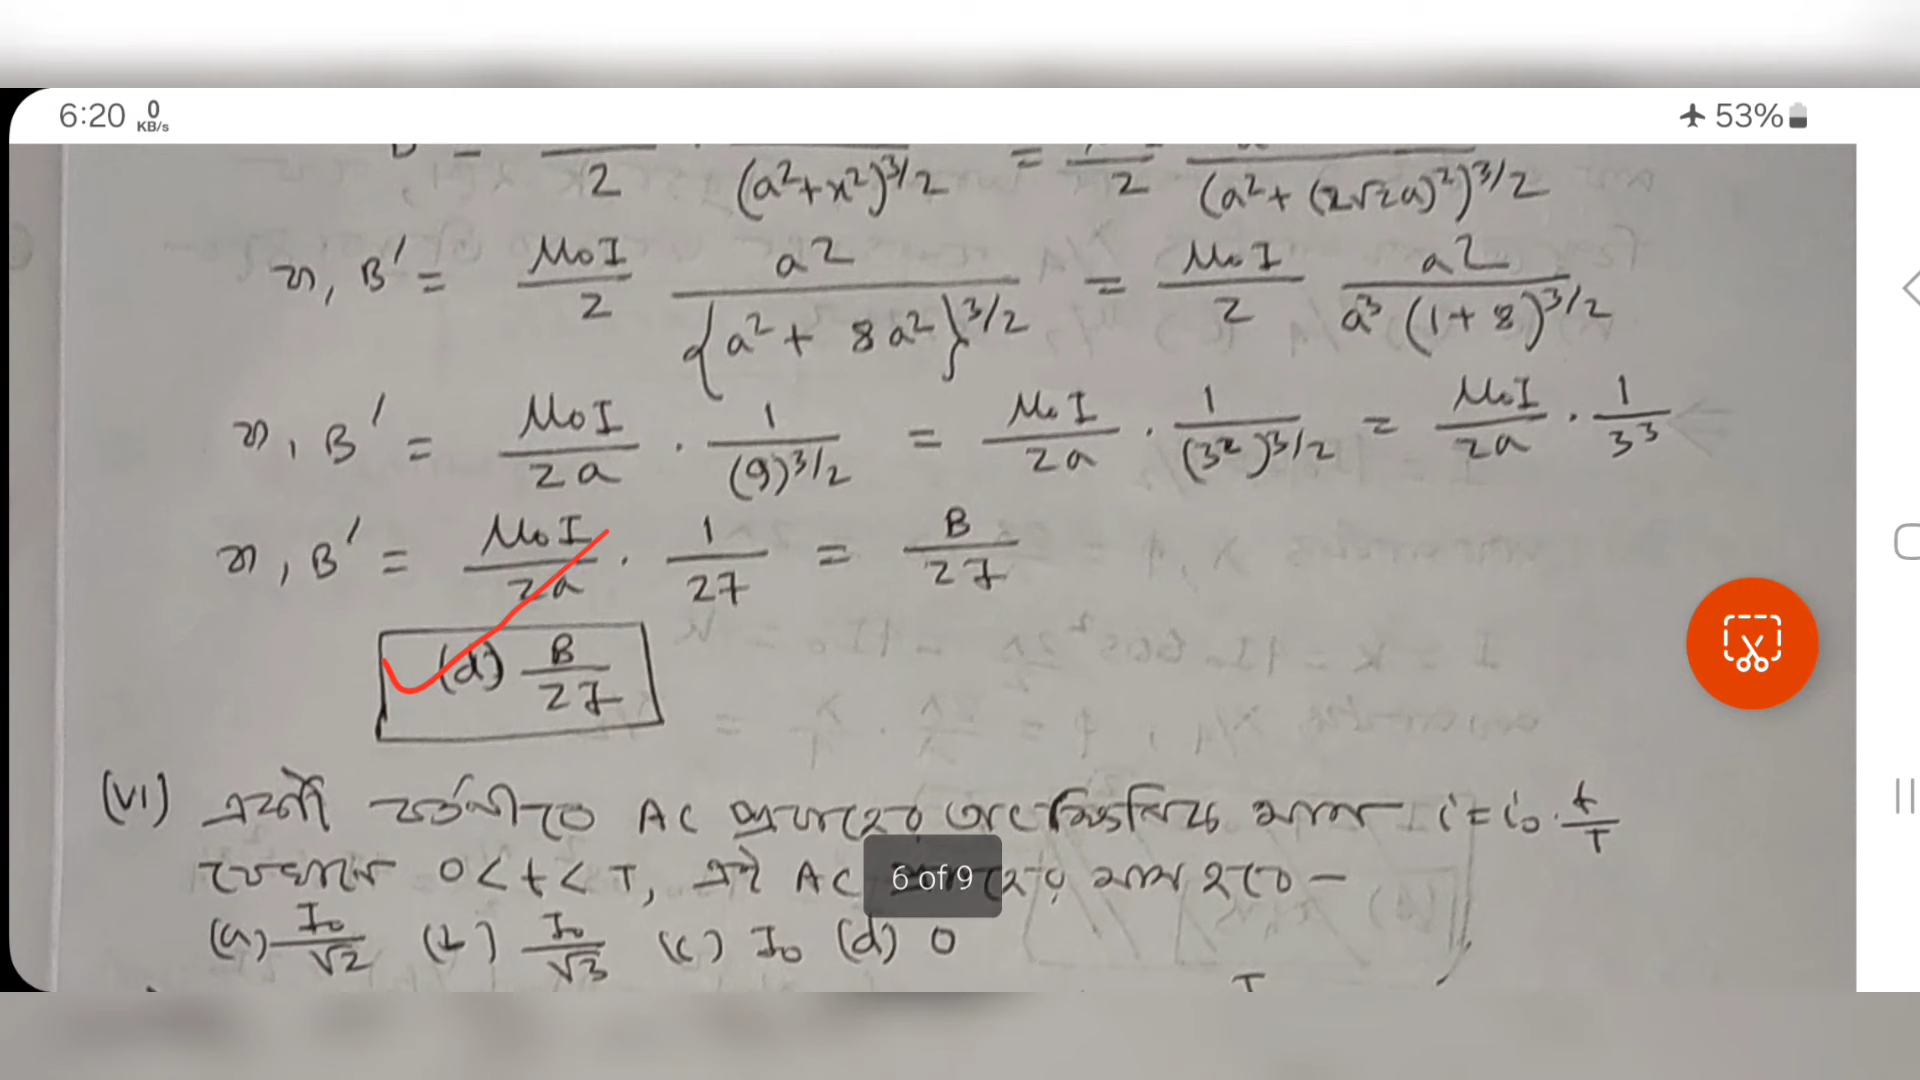 6:20 0 KB/s 53%
2 (a²+x²)^3/2 = 2 (a²+(2√2a)²)^3/2
বা, B′ = μ₀I/2 a²/{a²+8a²}^3/2 = μ₀I/2 a²/a³(1+8)^3/2
বা, B′ = μ₀I/2a · 1/(9)^3/2 = μ₀I/2a · 1/(3²)^3/2 = μ₀I/2a · 1/3³
বা, B′ = μ₀I/2a · 1/27 = B/27
(d) B/27
(VI) একটি বর্তনীতে AC প্রবাহের তাৎক্ষণিক মান i = i₀ · t/T
যেখানে 0<t<T, এই AC মান হবে –
6 of 9
(a) I₀/√2 (b) I₀/√3 (c) I₀ (d) 0
T